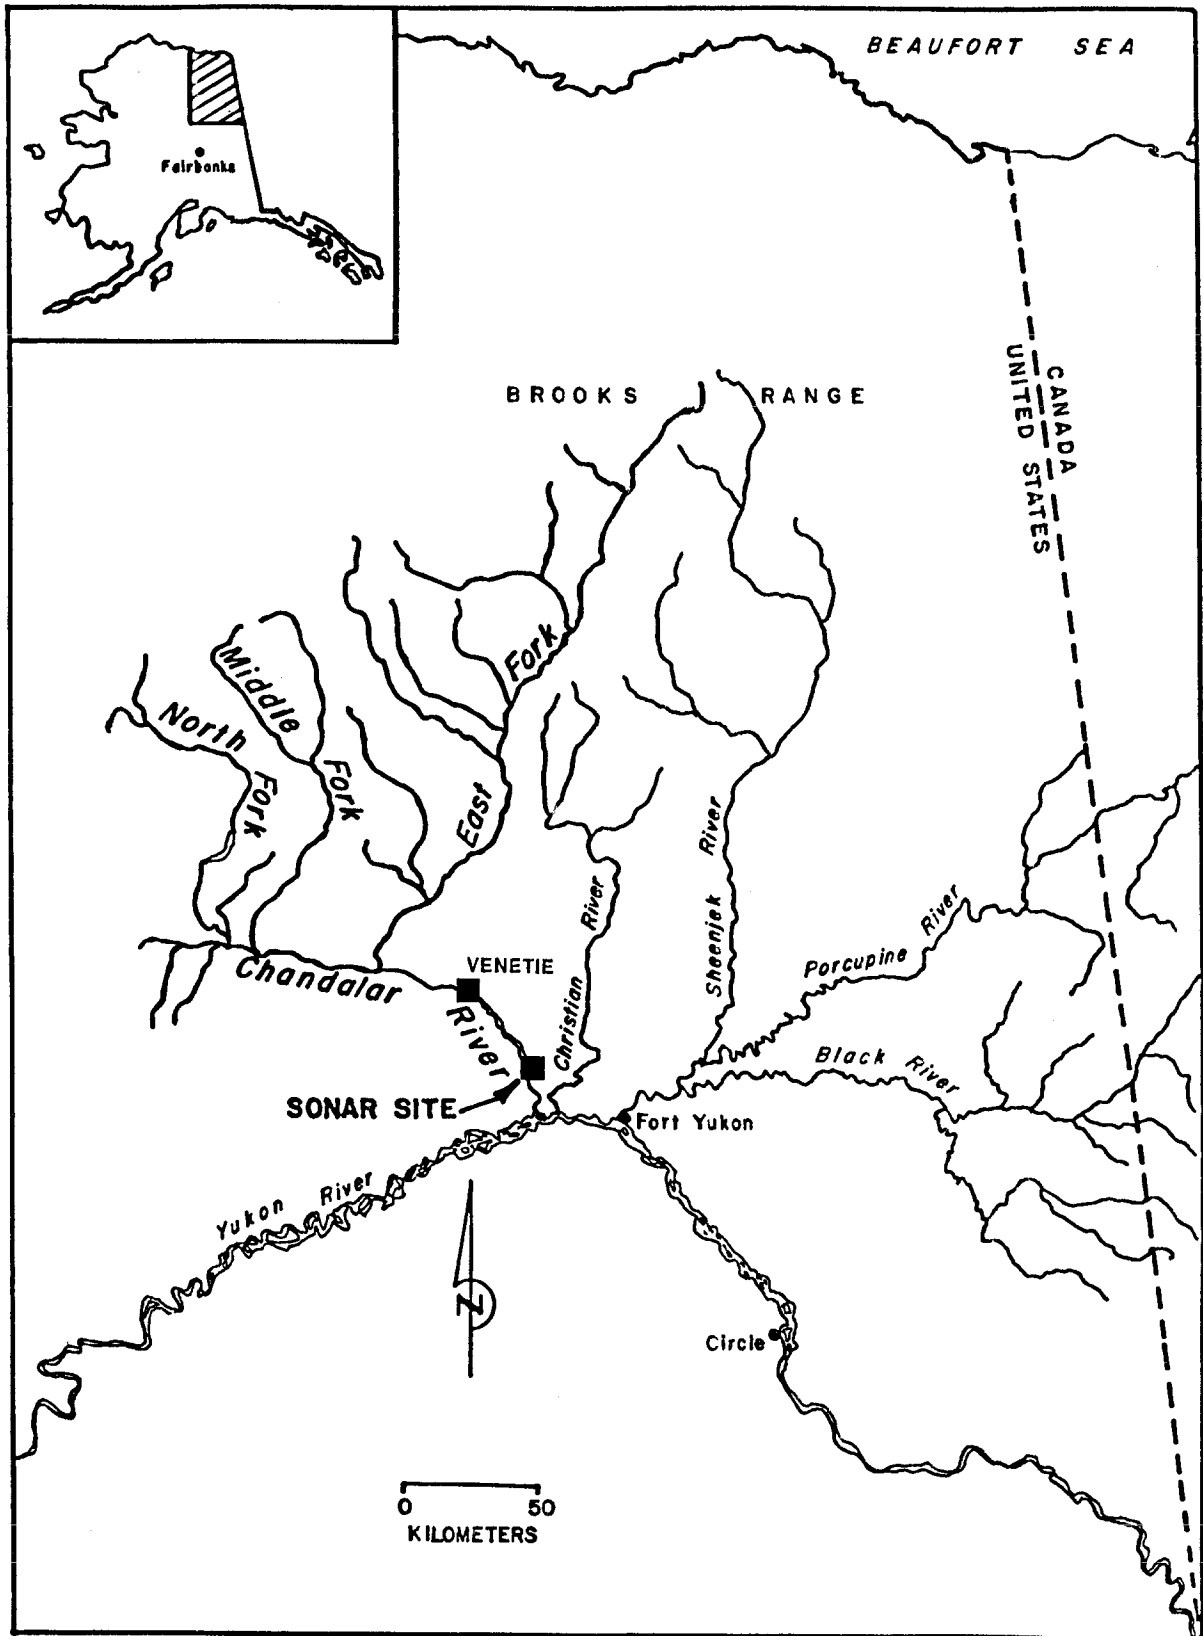 BEAUFORT SEA
Fairbanks
BROOKS RANGE
CANADA
UNITED STATES
Middle Fork
North Fork
East Fork
Chandalar River
VENETIE
Christian River
Sheenjek River
Porcupine River
Black River
SONAR SITE
Fort Yukon
Yukon River
N
Circle
0 50
KILOMETERS